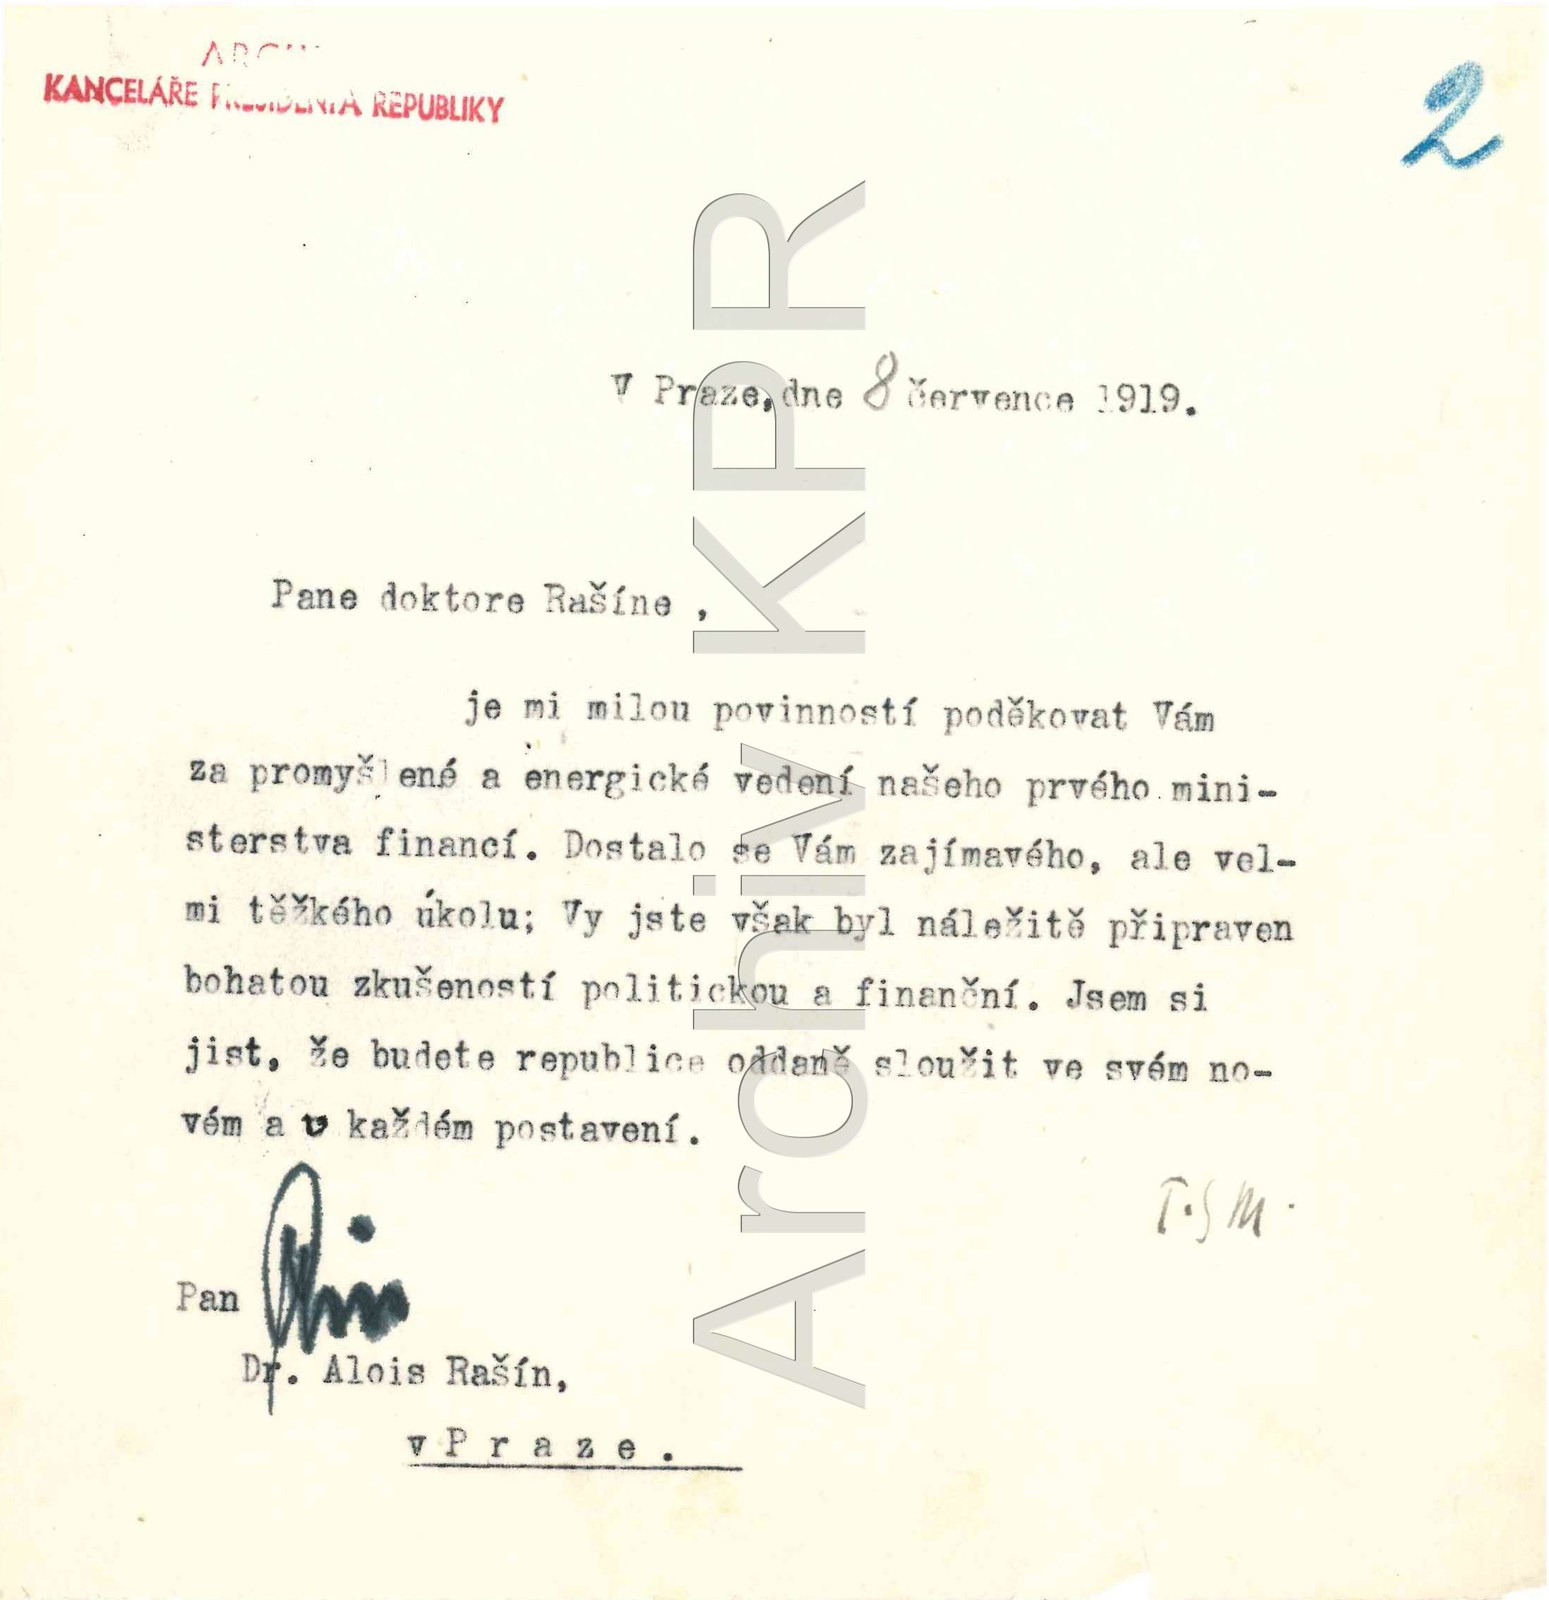 ARCHIV
KANCELÁŘE PRESIDENTA REPUBLIKY
2
V Praze, dne 8 července 1919.
Pane doktore Rašíne ,
je mi milou povinností poděkovat Vám
za promyšlené a energické vedení našeho prvého mini-
sterstva financí. Dostalo se Vám zajímavého, ale vel-
mi těžkého úkolu; Vy jste však byl náležitě připraven
bohatou zkušeností politickou a finanční. Jsem si
jist, že budete republice oddaně sloužit ve svém no-
vém a v každém postavení.
T.G M.
Pan
Dr. Alois Rašín,
v P r a z e .
Archiv KPR